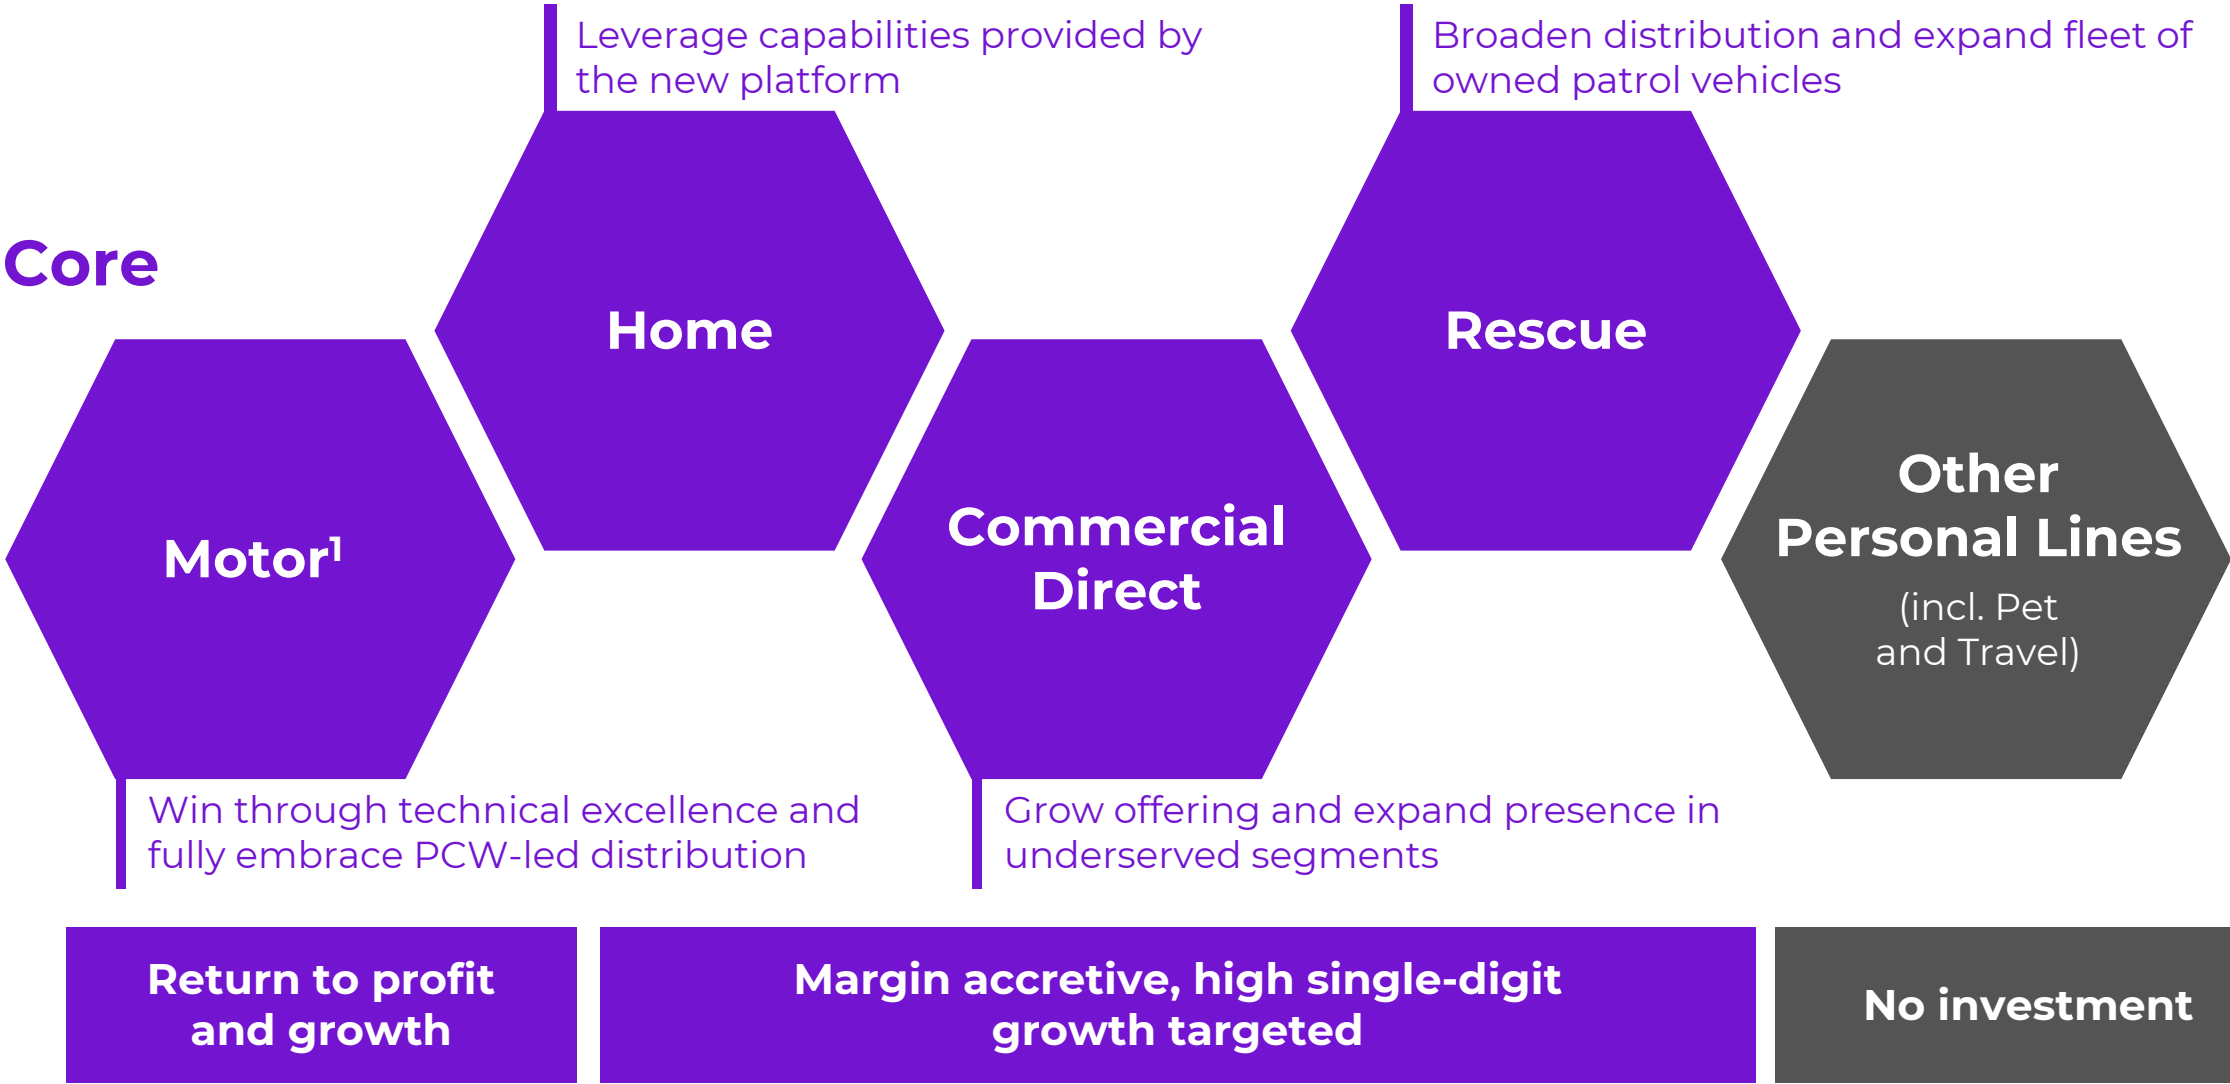 Leverage capabilities provided by
the new platform
Broaden distribution and expand fleet of
owned patrol vehicles
Core
Home
Rescue
Motor¹
Commercial
Direct
Other
Personal Lines
(incl. Pet
and Travel)
Win through technical excellence and
fully embrace PCW-led distribution
Grow offering and expand presence in
underserved segments
Return to profit
and growth
Margin accretive, high single-digit
growth targeted
No investment